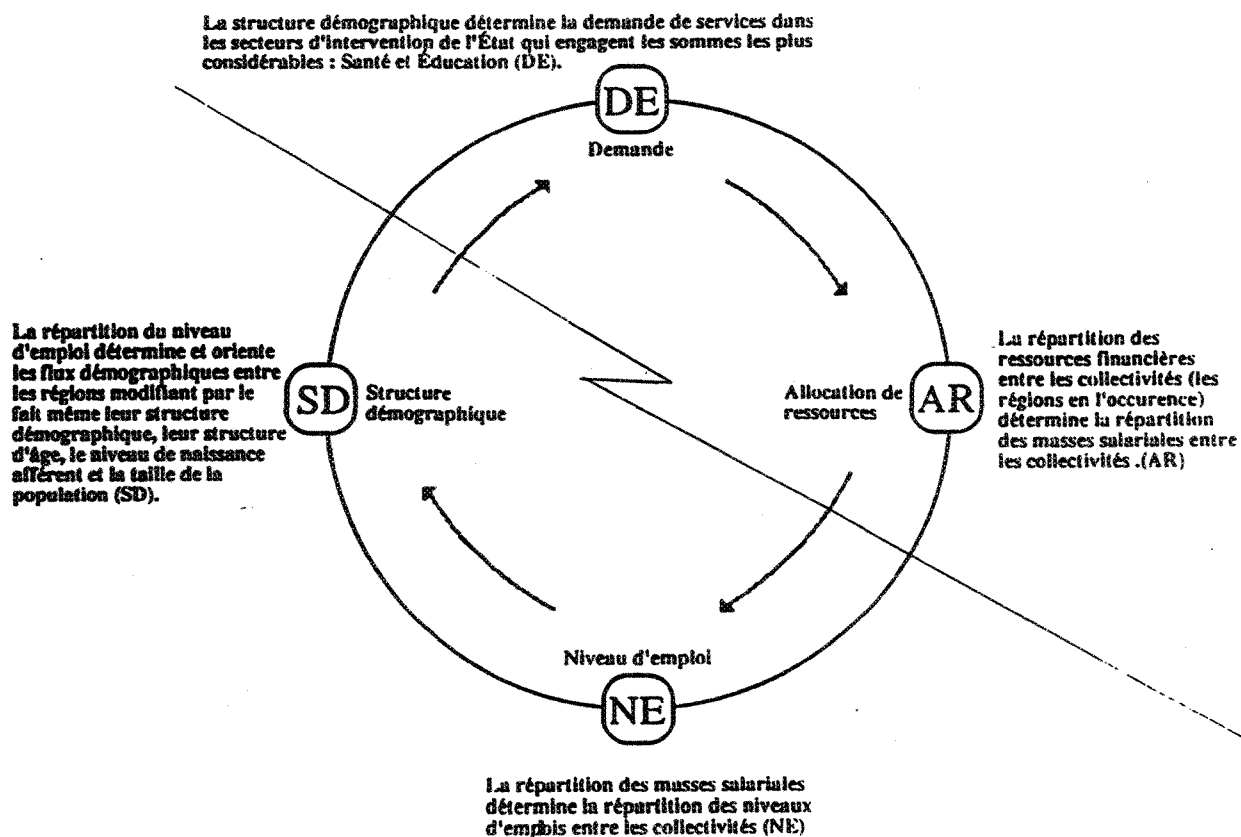 La structure démographique détermine la demande de services dans
les secteurs d'intervention de l'État qui engagent les sommes les plus
considérables : Santé et Éducation (DE).
DE
Demande
La répartition du niveau
d'emploi détermine et oriente
les flux démographiques entre
les régions modifiant par le
fait même leur structure
démographique, leur structure
d'âge, le niveau de naissance
afférent et la taille de la
population (SD).
SD
Structure
démographique
Allocation de
ressources
AR
La répartition des
ressources financières
entre les collectivités (les
régions en l'occurence)
détermine la répartition
des masses salariales entre
les collectivités .(AR)
Niveau d'emploi
NE
La répartition des masses salariales
détermine la répartition des niveaux
d'emplois entre les collectivités (NE)